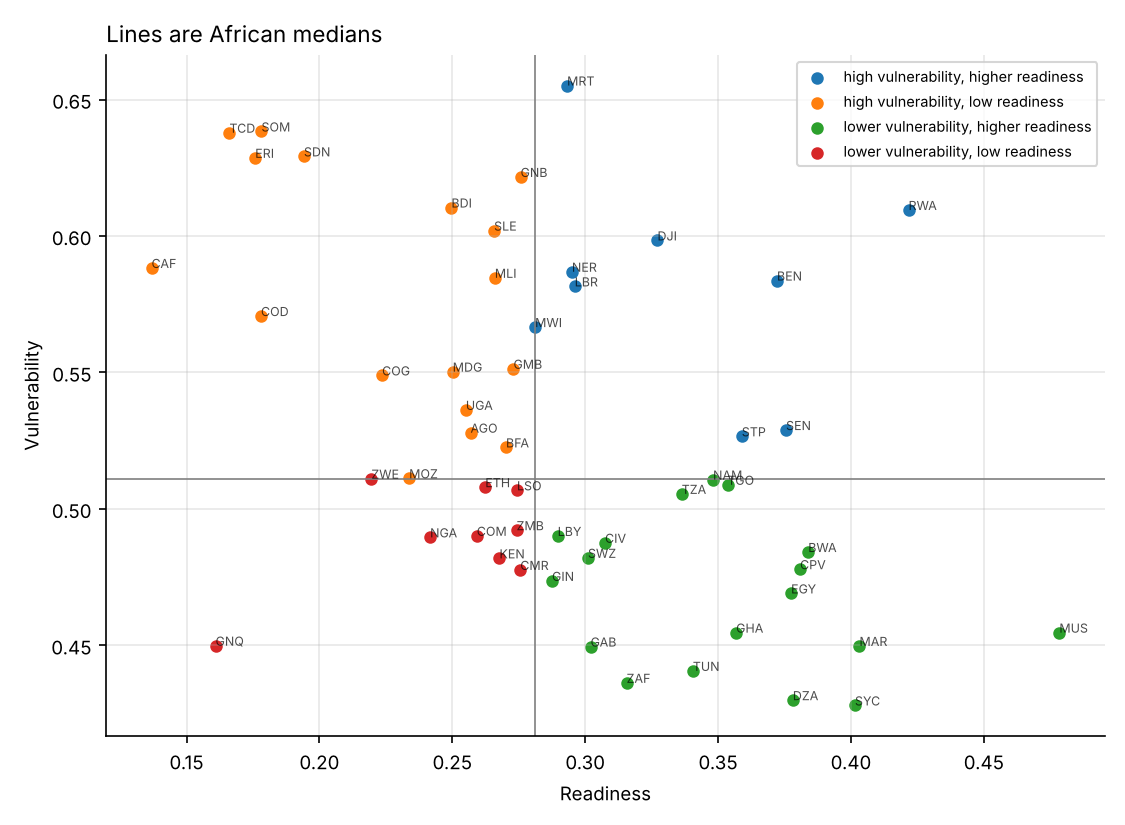 Lines are African medians
high vulnerability, higher readiness
high vulnerability, low readiness
lower vulnerability, higher readiness
lower vulnerability, low readiness
MRT
TCD
SOM
ERI
SDN
GNB
BDI
SLE
RWA
DJI
CAF
MLI
NER
LBR
BEN
COD
MWI
COG
MDG
GMB
UGA
AGO
BFA
STP
SEN
ZWE
MOZ
ETH
LSO
TZA
NAM
TGO
NGA
COM
ZMB
LBY
CIV
KEN
CMR
SWZ
GIN
BWA
CPV
EGY
GNQ
GAB
GHA
MAR
MUS
ZAF
TUN
DZA
SYC
0.65
0.60
0.55
0.50
0.45
Vulnerability
0.15
0.20
0.25
0.30
0.35
0.40
0.45
Readiness